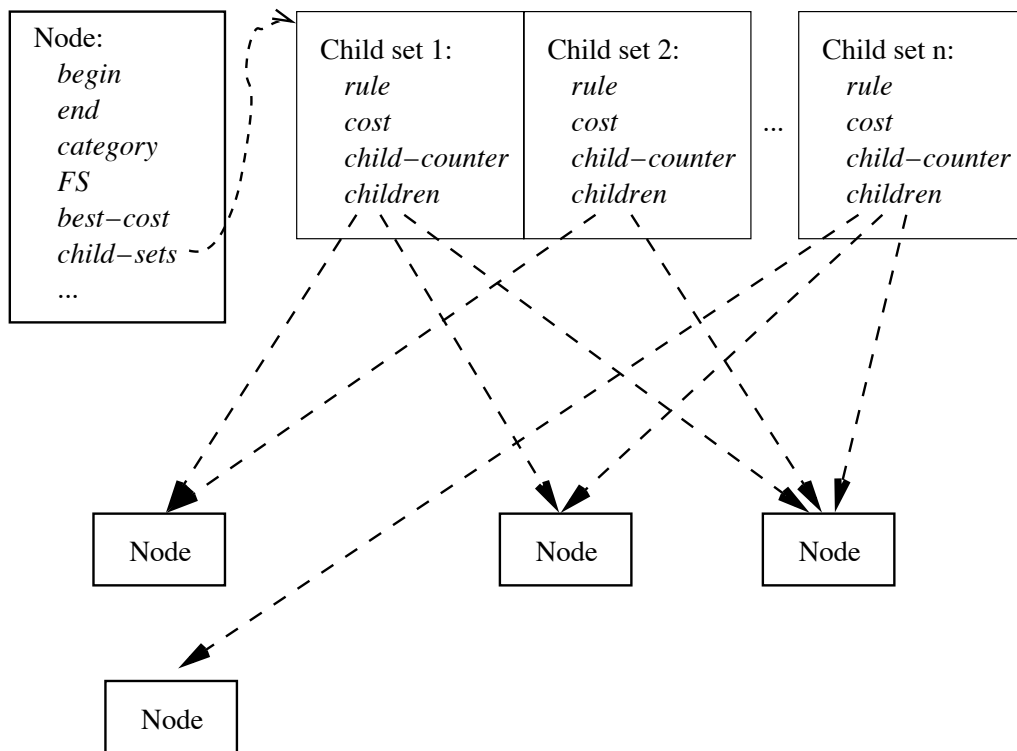 Node:
begin
end
category
FS
best−cost
child−sets
...
Child set 1:
rule
cost
child−counter
children
Child set 2:
rule
cost
child−counter
children
...
Child set n:
rule
cost
child−counter
children
Node
Node
Node
Node